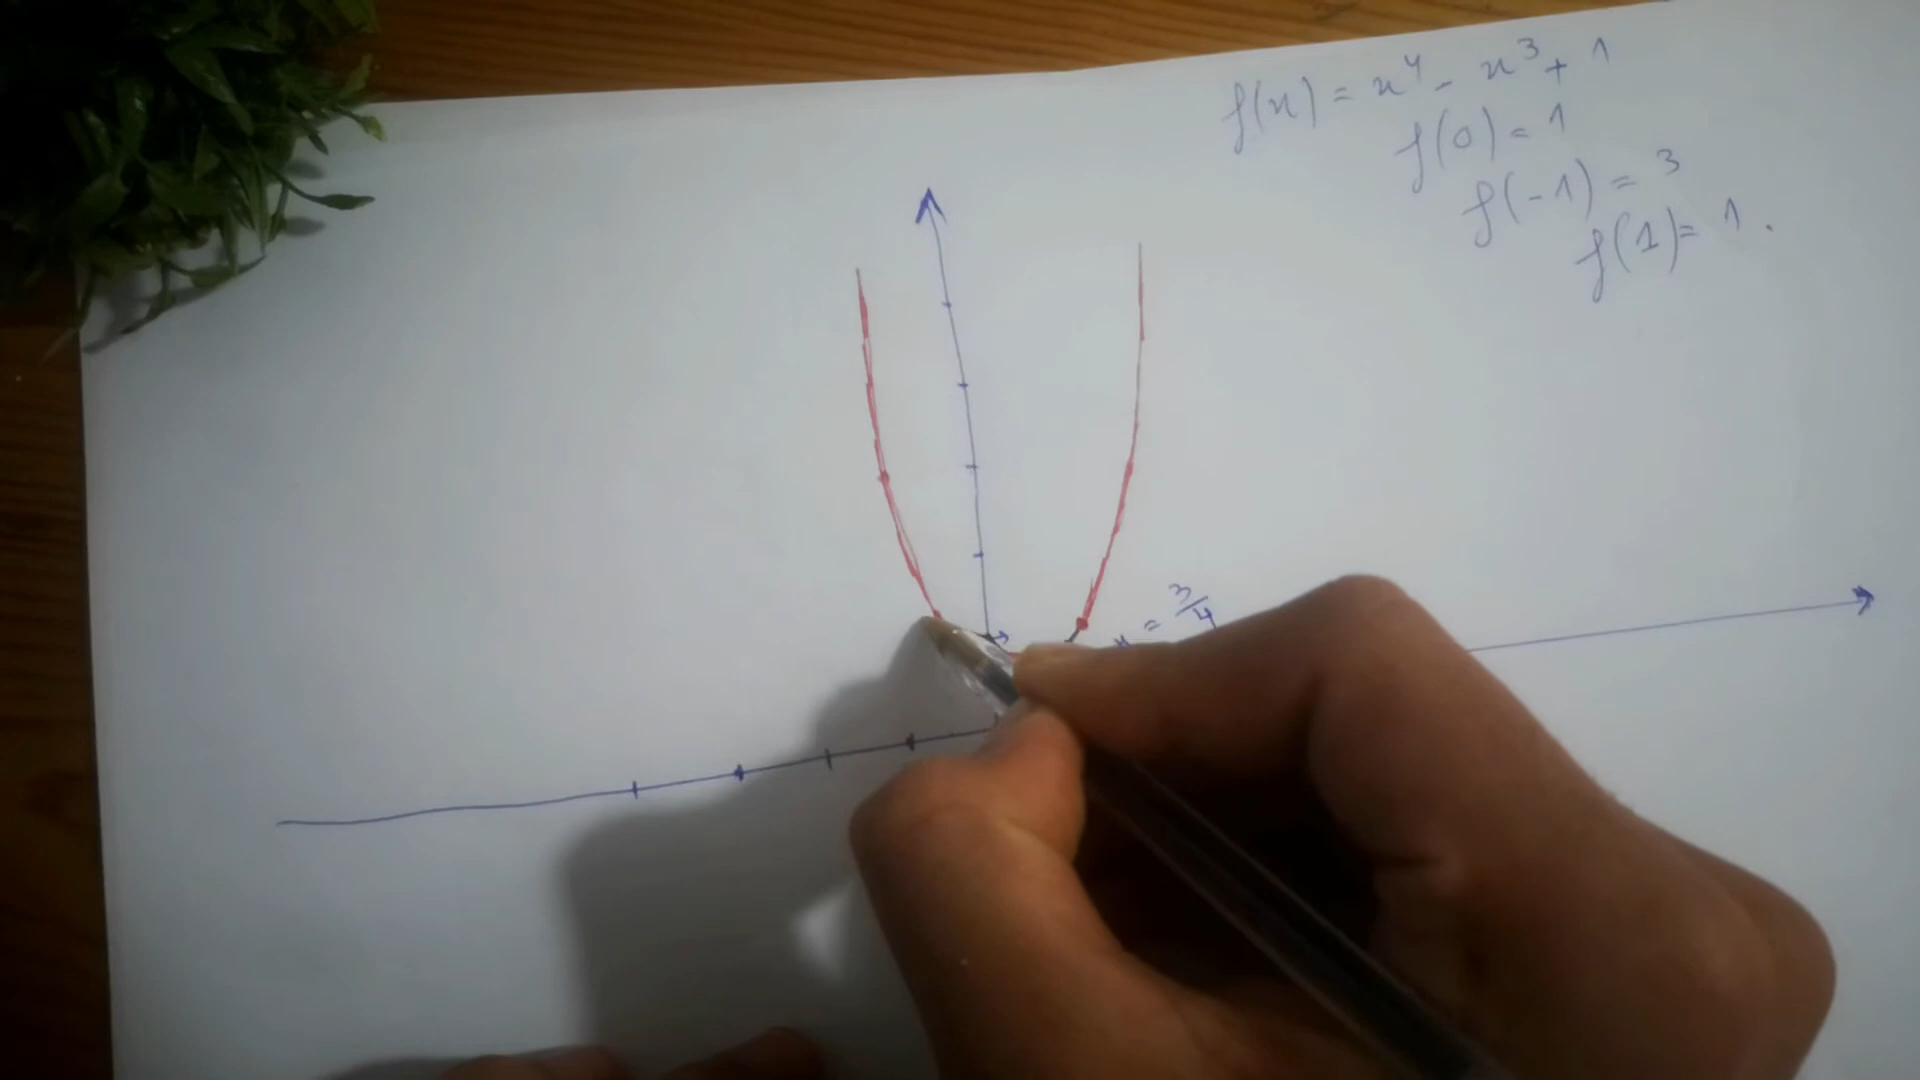 f(x) = x⁴ - x³ + 1
f(0) = 1
f(-1) = 3
f(1) = 1.
x = 3/4